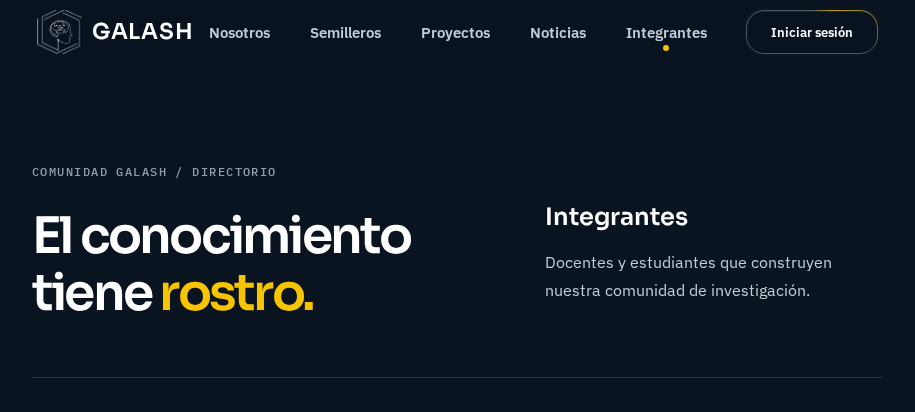 GALASH
Nosotros
Semilleros
Proyectos
Noticias
Integrantes
Iniciar sesión
COMUNIDAD GALASH / DIRECTORIO
El conocimiento
tiene rostro.
Integrantes
Docentes y estudiantes que construyen
nuestra comunidad de investigación.